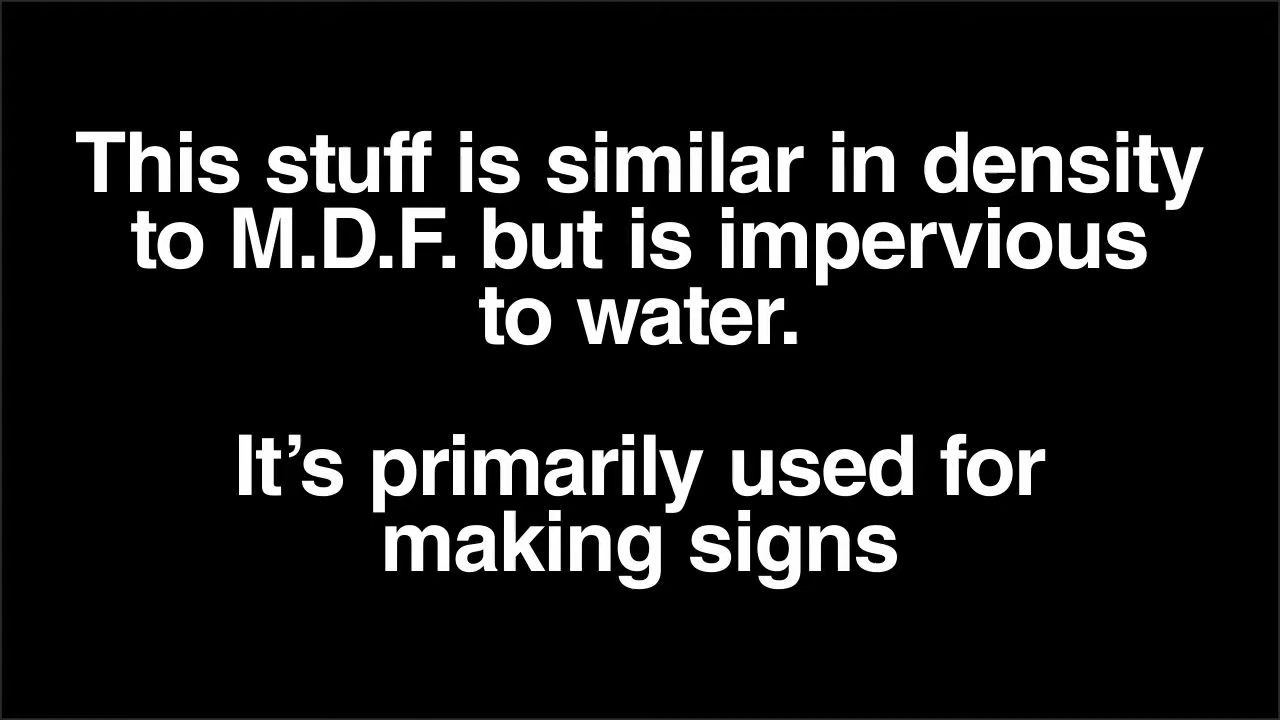 This stuff is similar in density
to M.D.F. but is impervious
to water.
It’s primarily used for
making signs